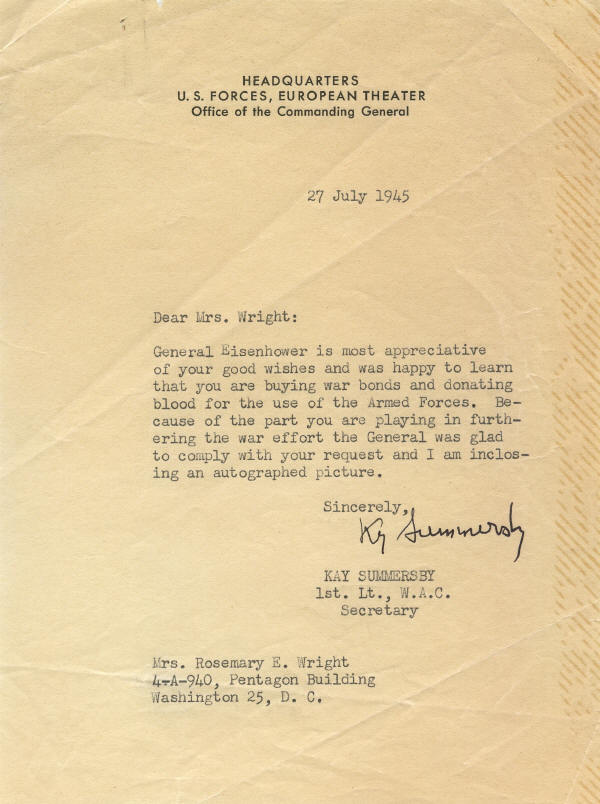 HEADQUARTERS
U. S. FORCES, EUROPEAN THEATER
Office of the Commanding General
27 July 1945
Dear Mrs. Wright:
General Eisenhower is most appreciative
of your good wishes and was happy to learn
that you are buying war bonds and donating
blood for the use of the Armed Forces. Be-
cause of the part you are playing in furth-
ering the war effort the General was glad
to comply with your request and I am inclos-
ing an autographed picture.
Sincerely,
Kay Summersby
KAY SUMMERSBY
1st. Lt., W.A.C.
Secretary
Mrs. Rosemary E. Wright
4-A-940, Pentagon Building
Washington 25, D. C.